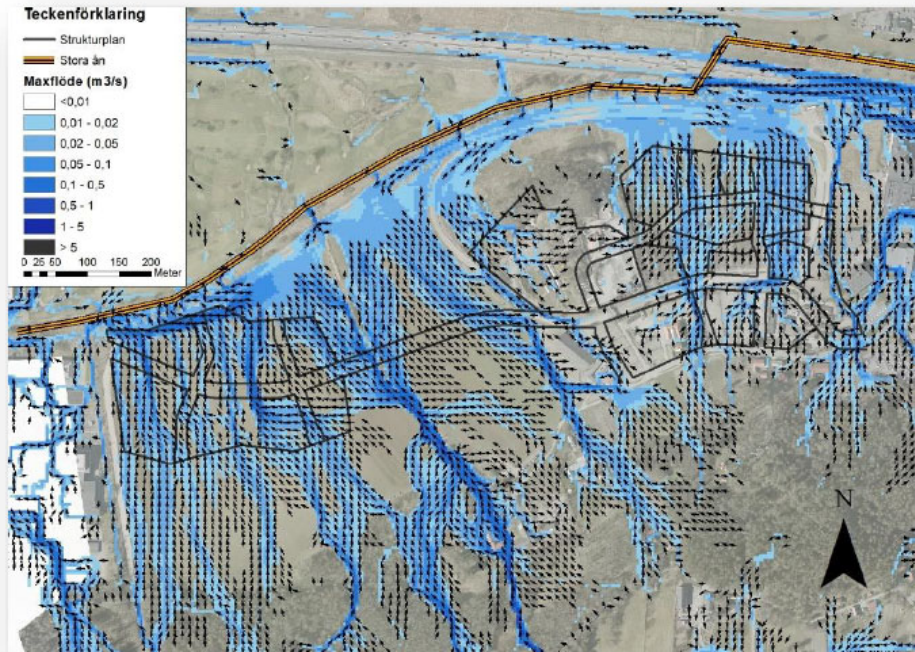 Teckenförklaring
Strukturplan
Stora ån
Maxflöde (m3/s)
<0,01
0,01 - 0,02
0,02 - 0,05
0,05 - 0,1
0,1 - 0,5
0,5 - 1
1 - 5
> 5
0 25 50 100 150 200
Meter
N